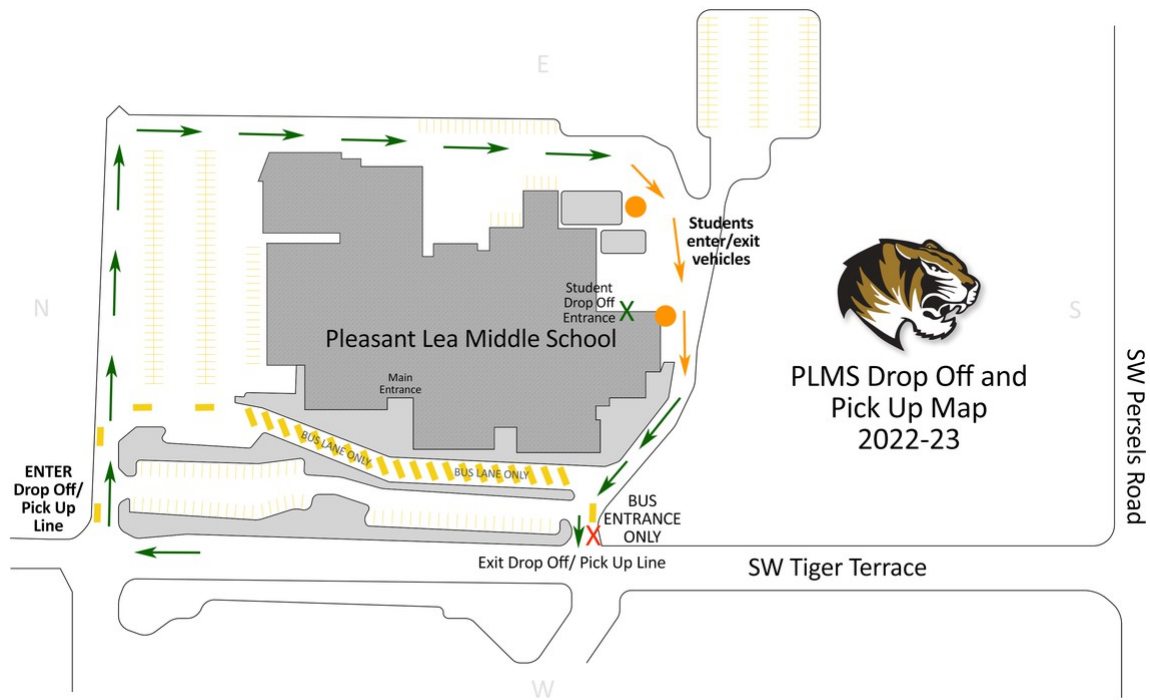 E
Students
enter/exit
vehicles
N
Student
Drop Off
Entrance
X
S
Pleasant Lea Middle School
Main
Entrance
PLMS Drop Off and
Pick Up Map
2022-23
SW Persels Road
BUS LANE ONLY
BUS LANE ONLY
ENTER
Drop Off/
Pick Up
Line
BUS
ENTRANCE
ONLY
X
Exit Drop Off/ Pick Up Line
SW Tiger Terrace
W